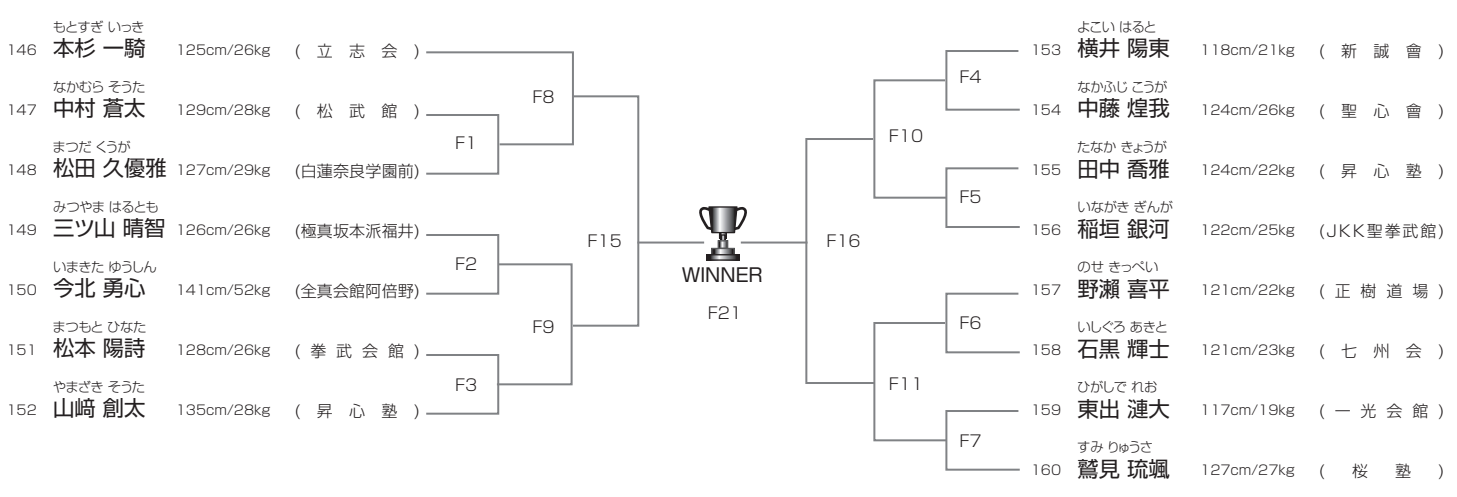 もとすぎ いっき
146 本杉 一騎 125cm/26kg ( 立 志 会 )
なかむら そうた
147 中村 蒼太 129cm/28kg ( 松 武 館 )
まつだ くうが
148 松田 久優雅 127cm/29kg (白蓮奈良学園前)
みつやま はるとも
149 三ツ山 晴智 126cm/26kg (極真坂本派福井)
いまきた ゆうしん
150 今北 勇心 141cm/52kg (全真会館阿倍野)
まつもと ひなた
151 松本 陽詩 128cm/26kg ( 拳 武 会 館 )
やまざき そうた
152 山﨑 創太 135cm/28kg ( 昇 心 塾 )
F8
F1
F2
F9
F3
F15
WINNER
F21
F16
F10
F11
F4
F5
F6
F7
よこい はると
153 横井 陽東 118cm/21kg ( 新 誠 會 )
なかふじ こうが
154 中藤 煌我 124cm/26kg ( 聖 心 會 )
たなか きょうが
155 田中 喬雅 124cm/22kg ( 昇 心 塾 )
いながき ぎんが
156 稲垣 銀河 122cm/25kg (JKK聖拳武館)
のせ きっぺい
157 野瀬 喜平 121cm/22kg ( 正 樹 道 場 )
いしぐろ あきと
158 石黒 輝士 121cm/23kg ( 七 州 会 )
ひがしで れお
159 東出 漣大 117cm/19kg ( 一 光 会 館 )
すみ りゅうさ
160 鷲見 琉颯 127cm/27kg ( 桜 塾 )